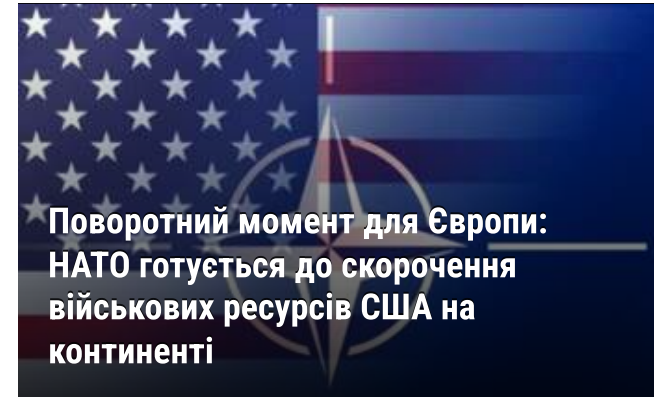 Поворотний момент для Європи:
НАТО готується до скорочення
військових ресурсів США на
континенті